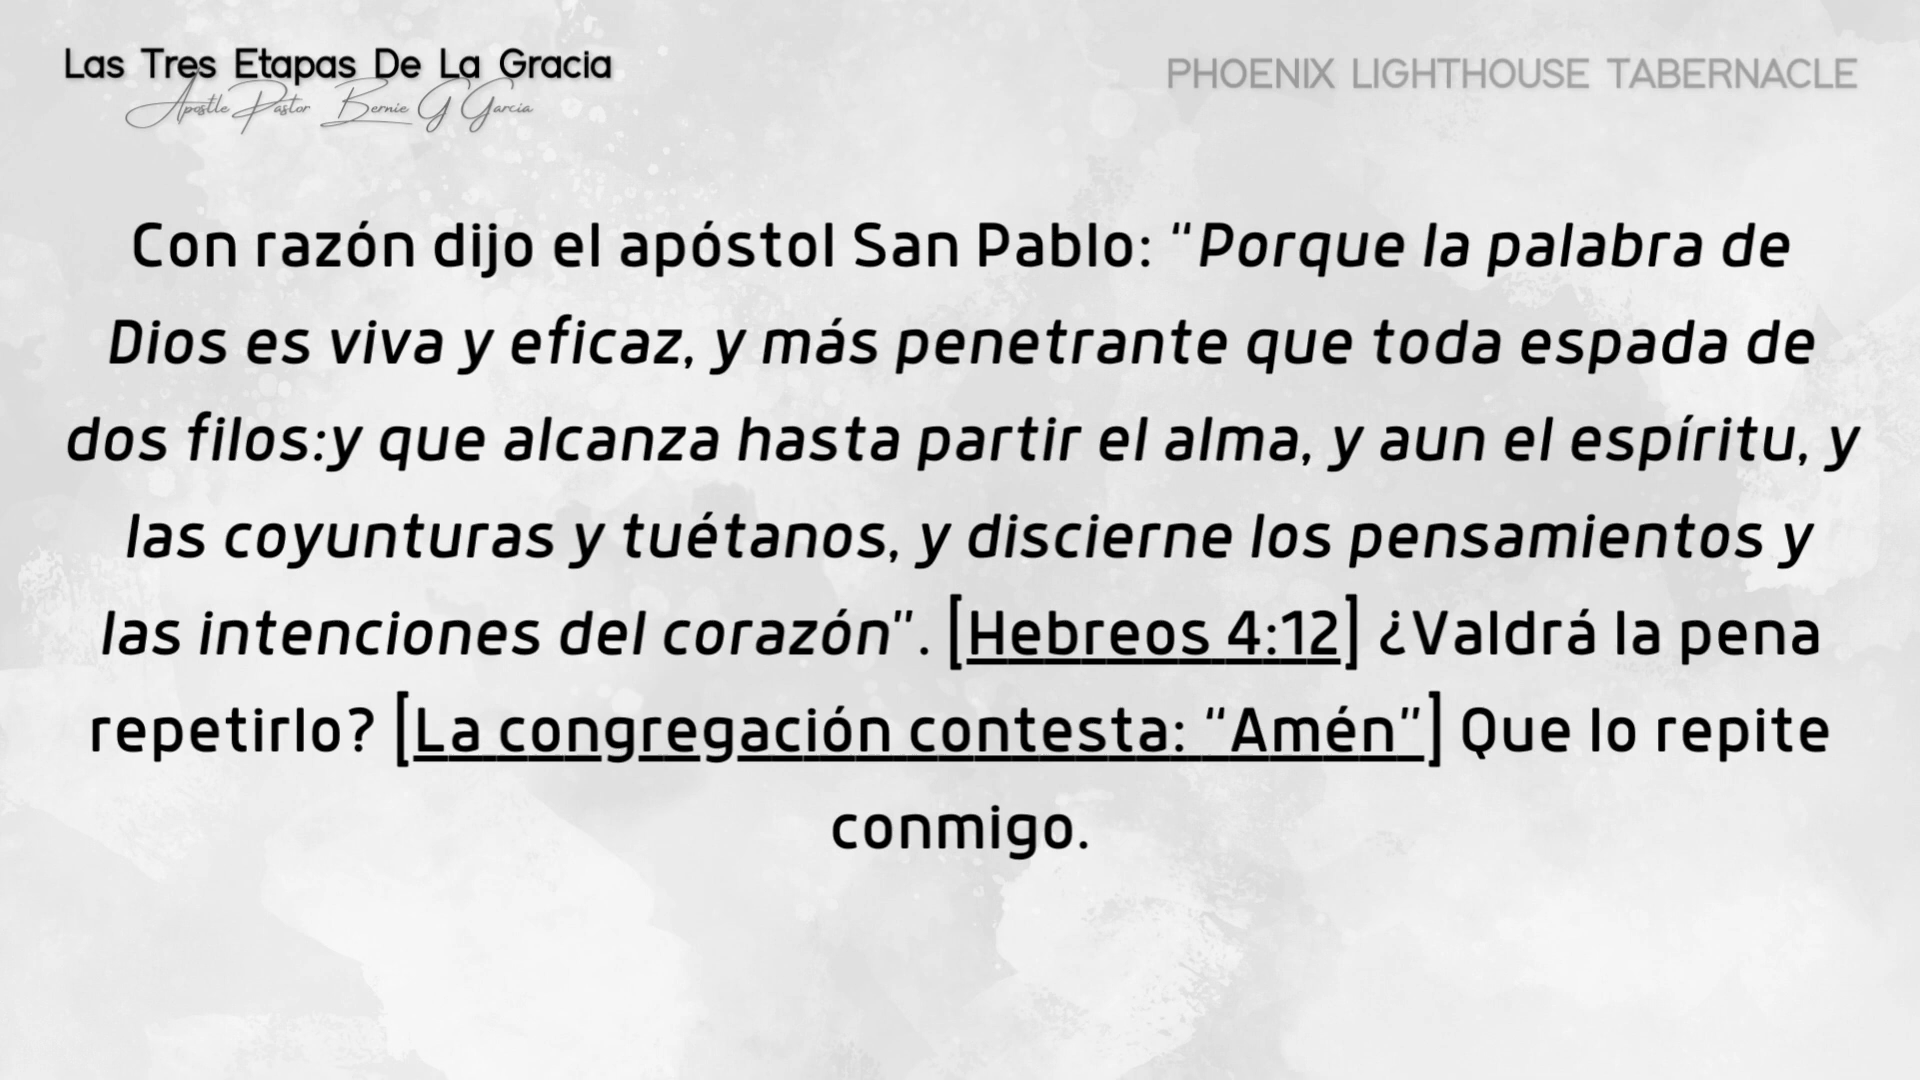 Las Tres Etapas De La Gracia
Apostle Pastor Bernie G Garcia
PHOENIX LIGHTHOUSE TABERNACLE
Con razón dijo el apóstol San Pablo: “Porque la palabra de
Dios es viva y eficaz, y más penetrante que toda espada de
dos filos:y que alcanza hasta partir el alma, y aun el espíritu, y
las coyunturas y tuétanos, y discierne los pensamientos y
las intenciones del corazón”. [Hebreos 4:12] ¿Valdrá la pena
repetirlo? [La congregación contesta: “Amén”] Que lo repite
conmigo.